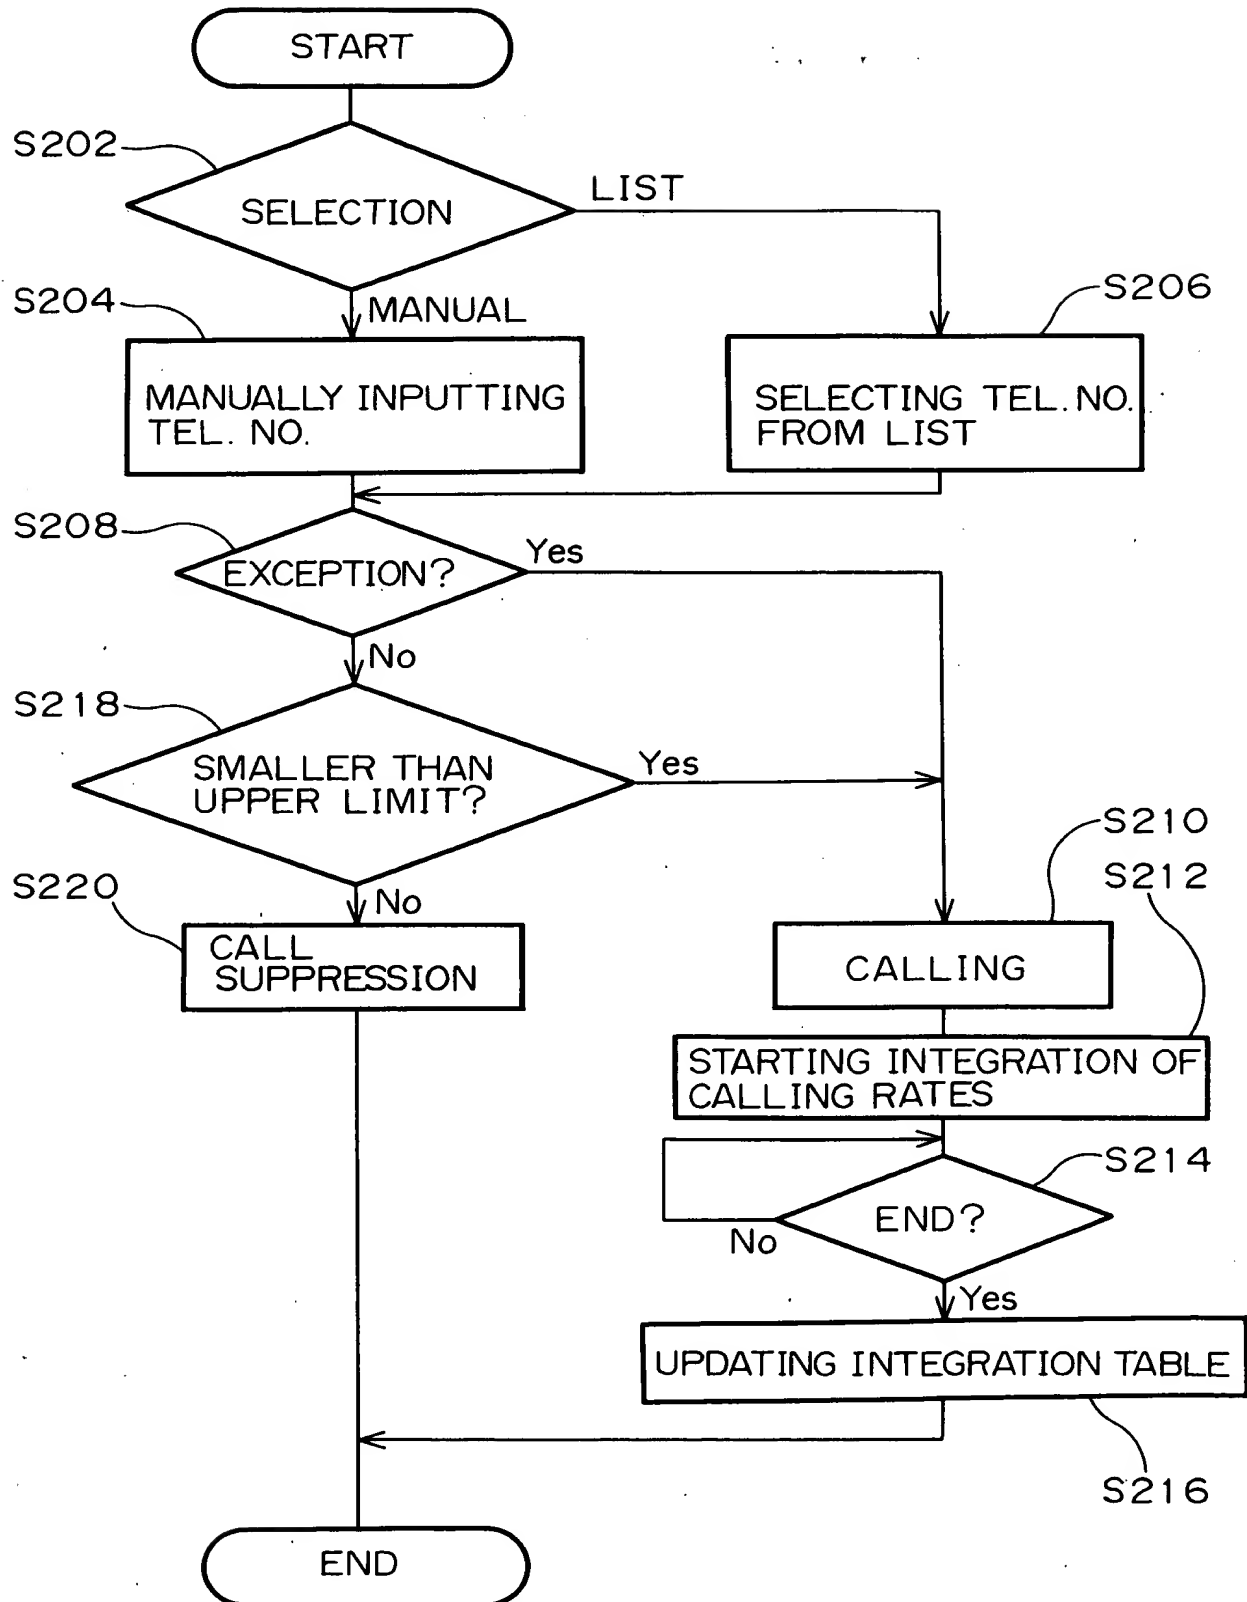 START
S202
SELECTION
LIST
S204
MANUAL
S206
MANUALLY INPUTTING
TEL. NO.
SELECTING TEL. NO.
FROM LIST
S208
EXCEPTION?
Yes
No
S218
SMALLER THAN
UPPER LIMIT?
Yes
S210
S212
S220
No
CALL
SUPPRESSION
CALLING
STARTING INTEGRATION OF
CALLING RATES
S214
END?
No
Yes
UPDATING INTEGRATION TABLE
S216
END